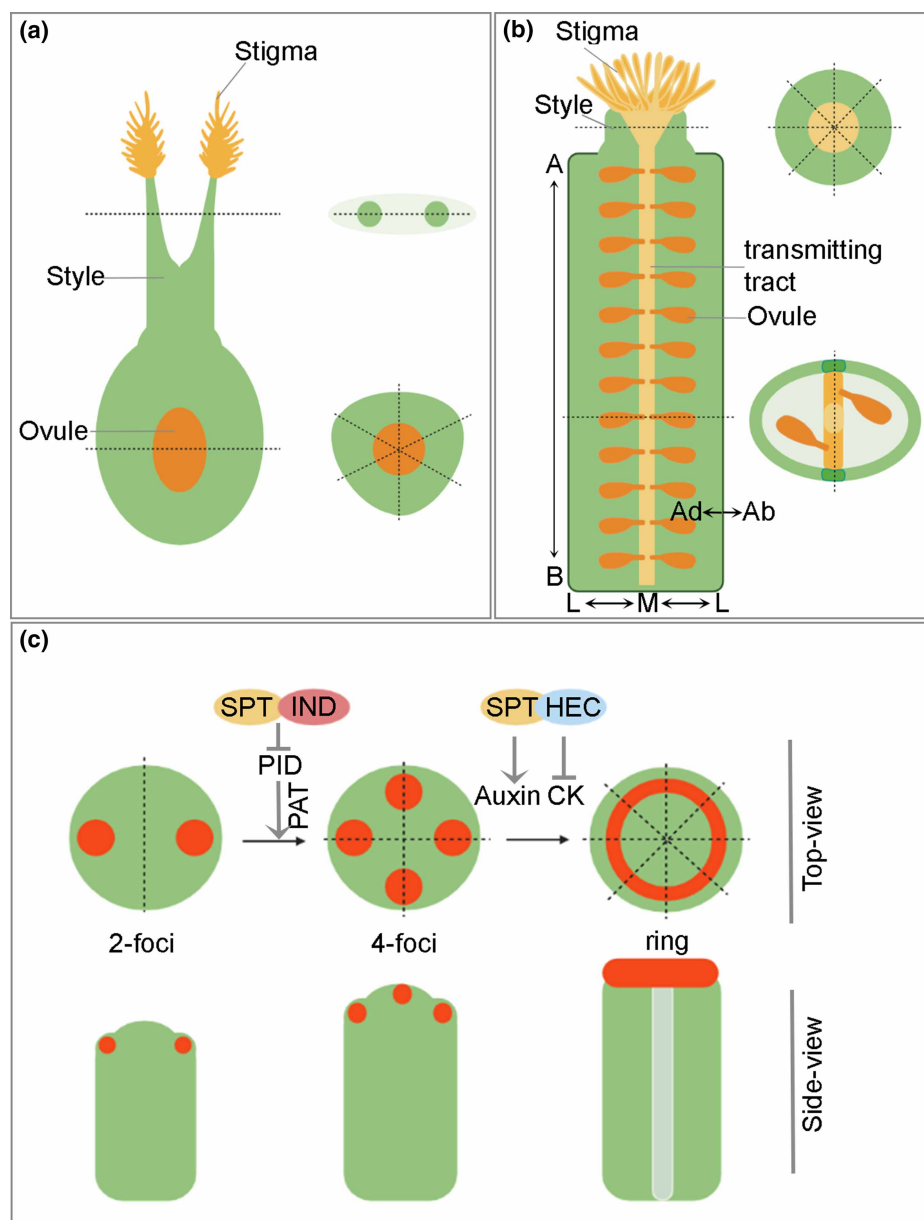 (a)
Stigma
Style
Ovule
(b)
Stigma
Style
A
transmitting
tract
Ovule
Ad Ab
B
L M L
(c)
SPT IND
PID
PAT
SPT HEC
Auxin CK
2-foci
4-foci
ring
Top-view
Side-view